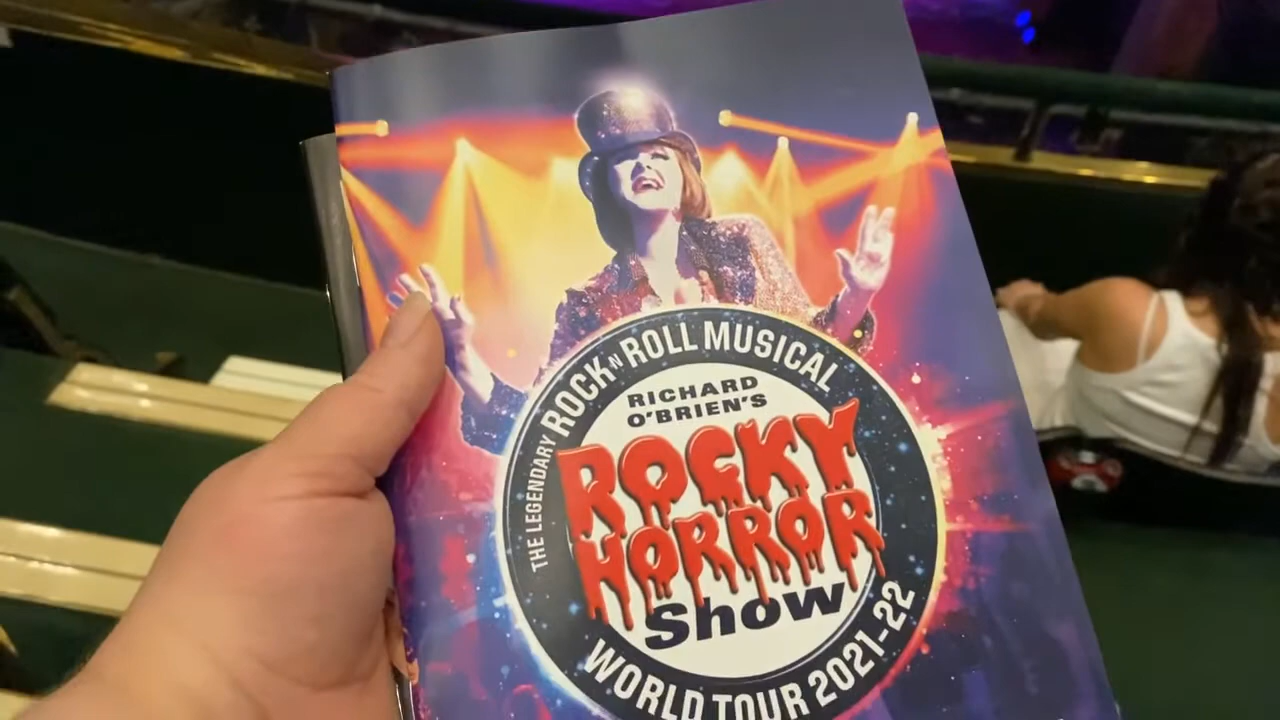 THE LEGENDARY ROCK N ROLL MUSICAL
RICHARD
O'BRIEN'S
ROCKY
HORROR
Show
WORLD TOUR 2021-22